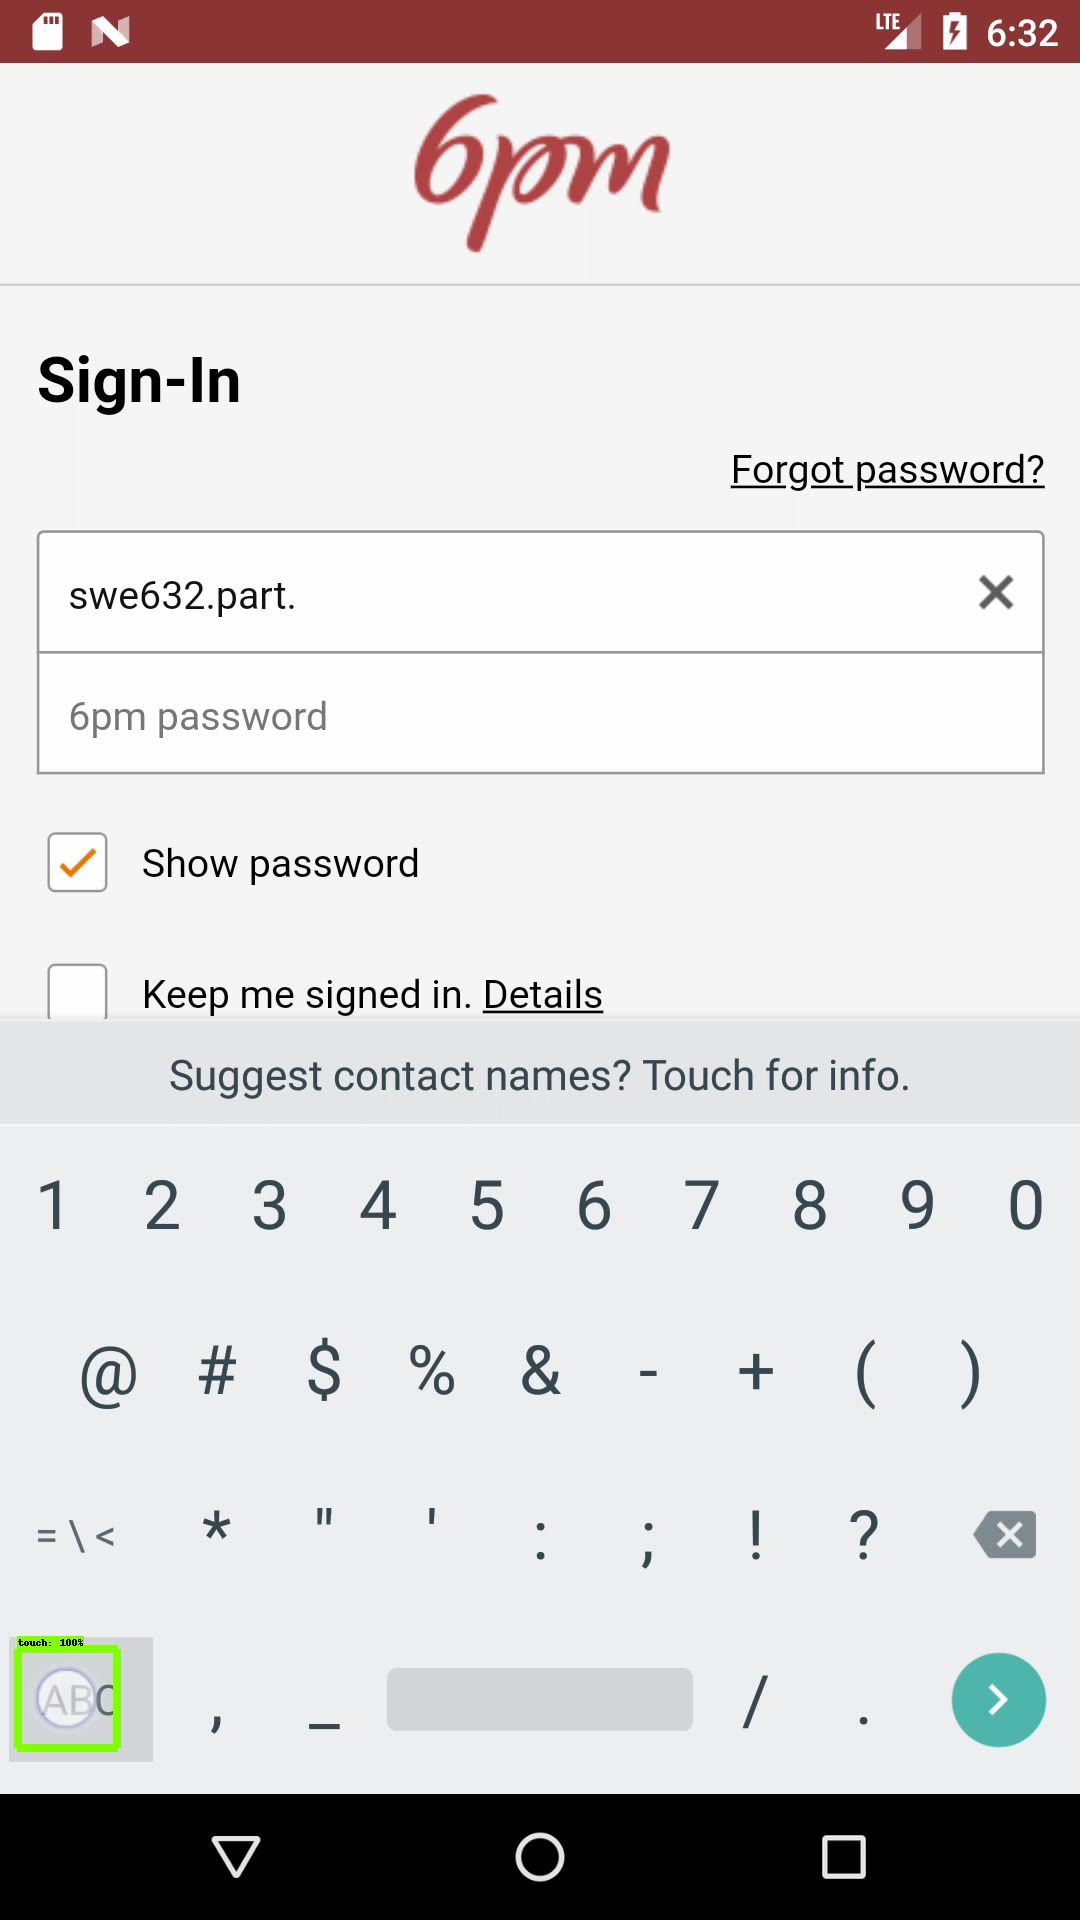 LTE 6:32
6pm
Sign-In
Forgot password?
swe632.part.
6pm password
Show password
Keep me signed in. Details
Suggest contact names? Touch for info.
1 2 3 4 5 6 7 8 9 0
@ # $ % & - + ( )
= \ < * " ' : ; ! ?
touch: 100%
ABC , _ / .